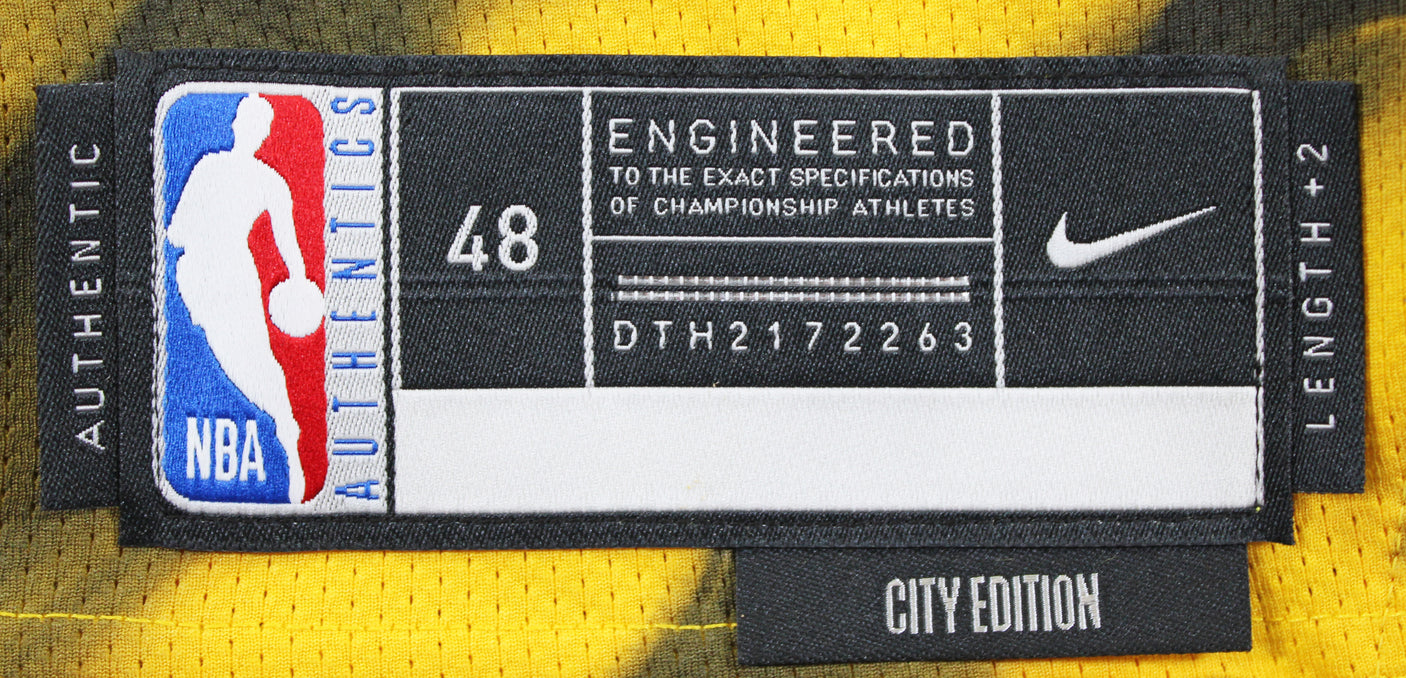 AUTHENTIC
NBA
AUTHENTICS
48
ENGINEERED
TO THE EXACT SPECIFICATIONS
OF CHAMPIONSHIP ATHLETES
DTH2172263
LENGTH +2
CITY EDITION